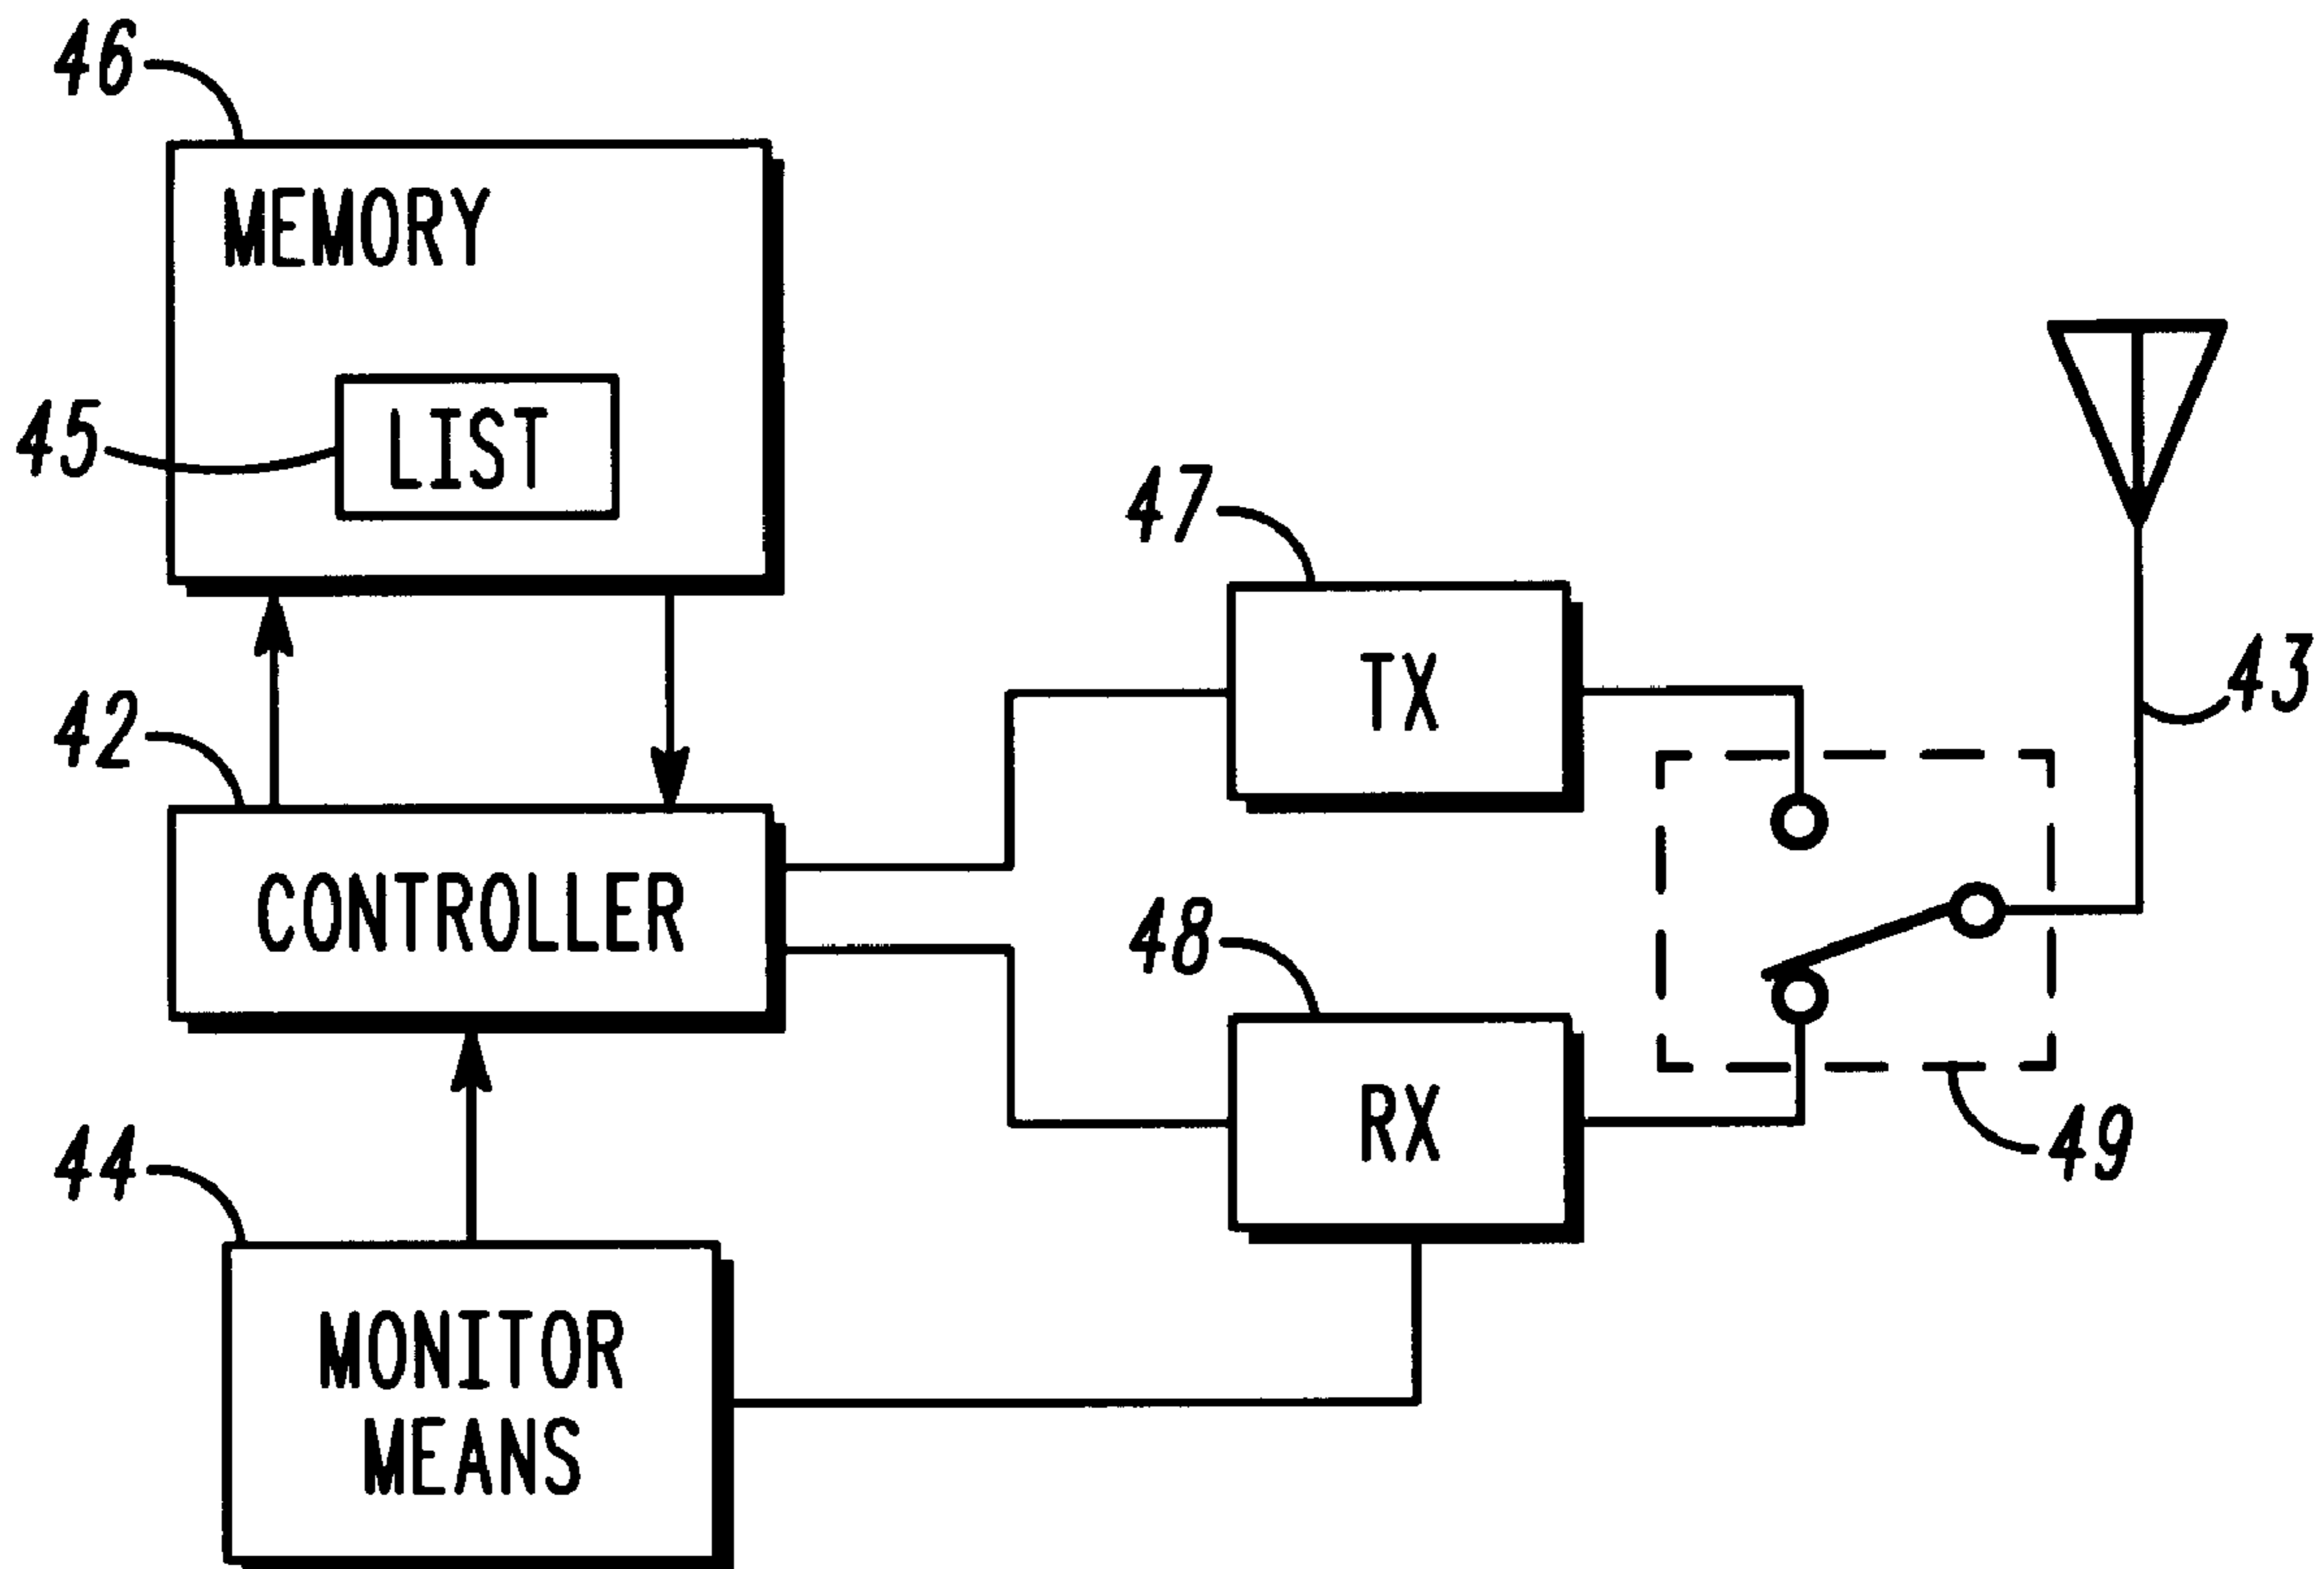 46
MEMORY
45
LIST
47
TX
43
42
CONTROLLER
48
RX
49
44
MONITOR
MEANS